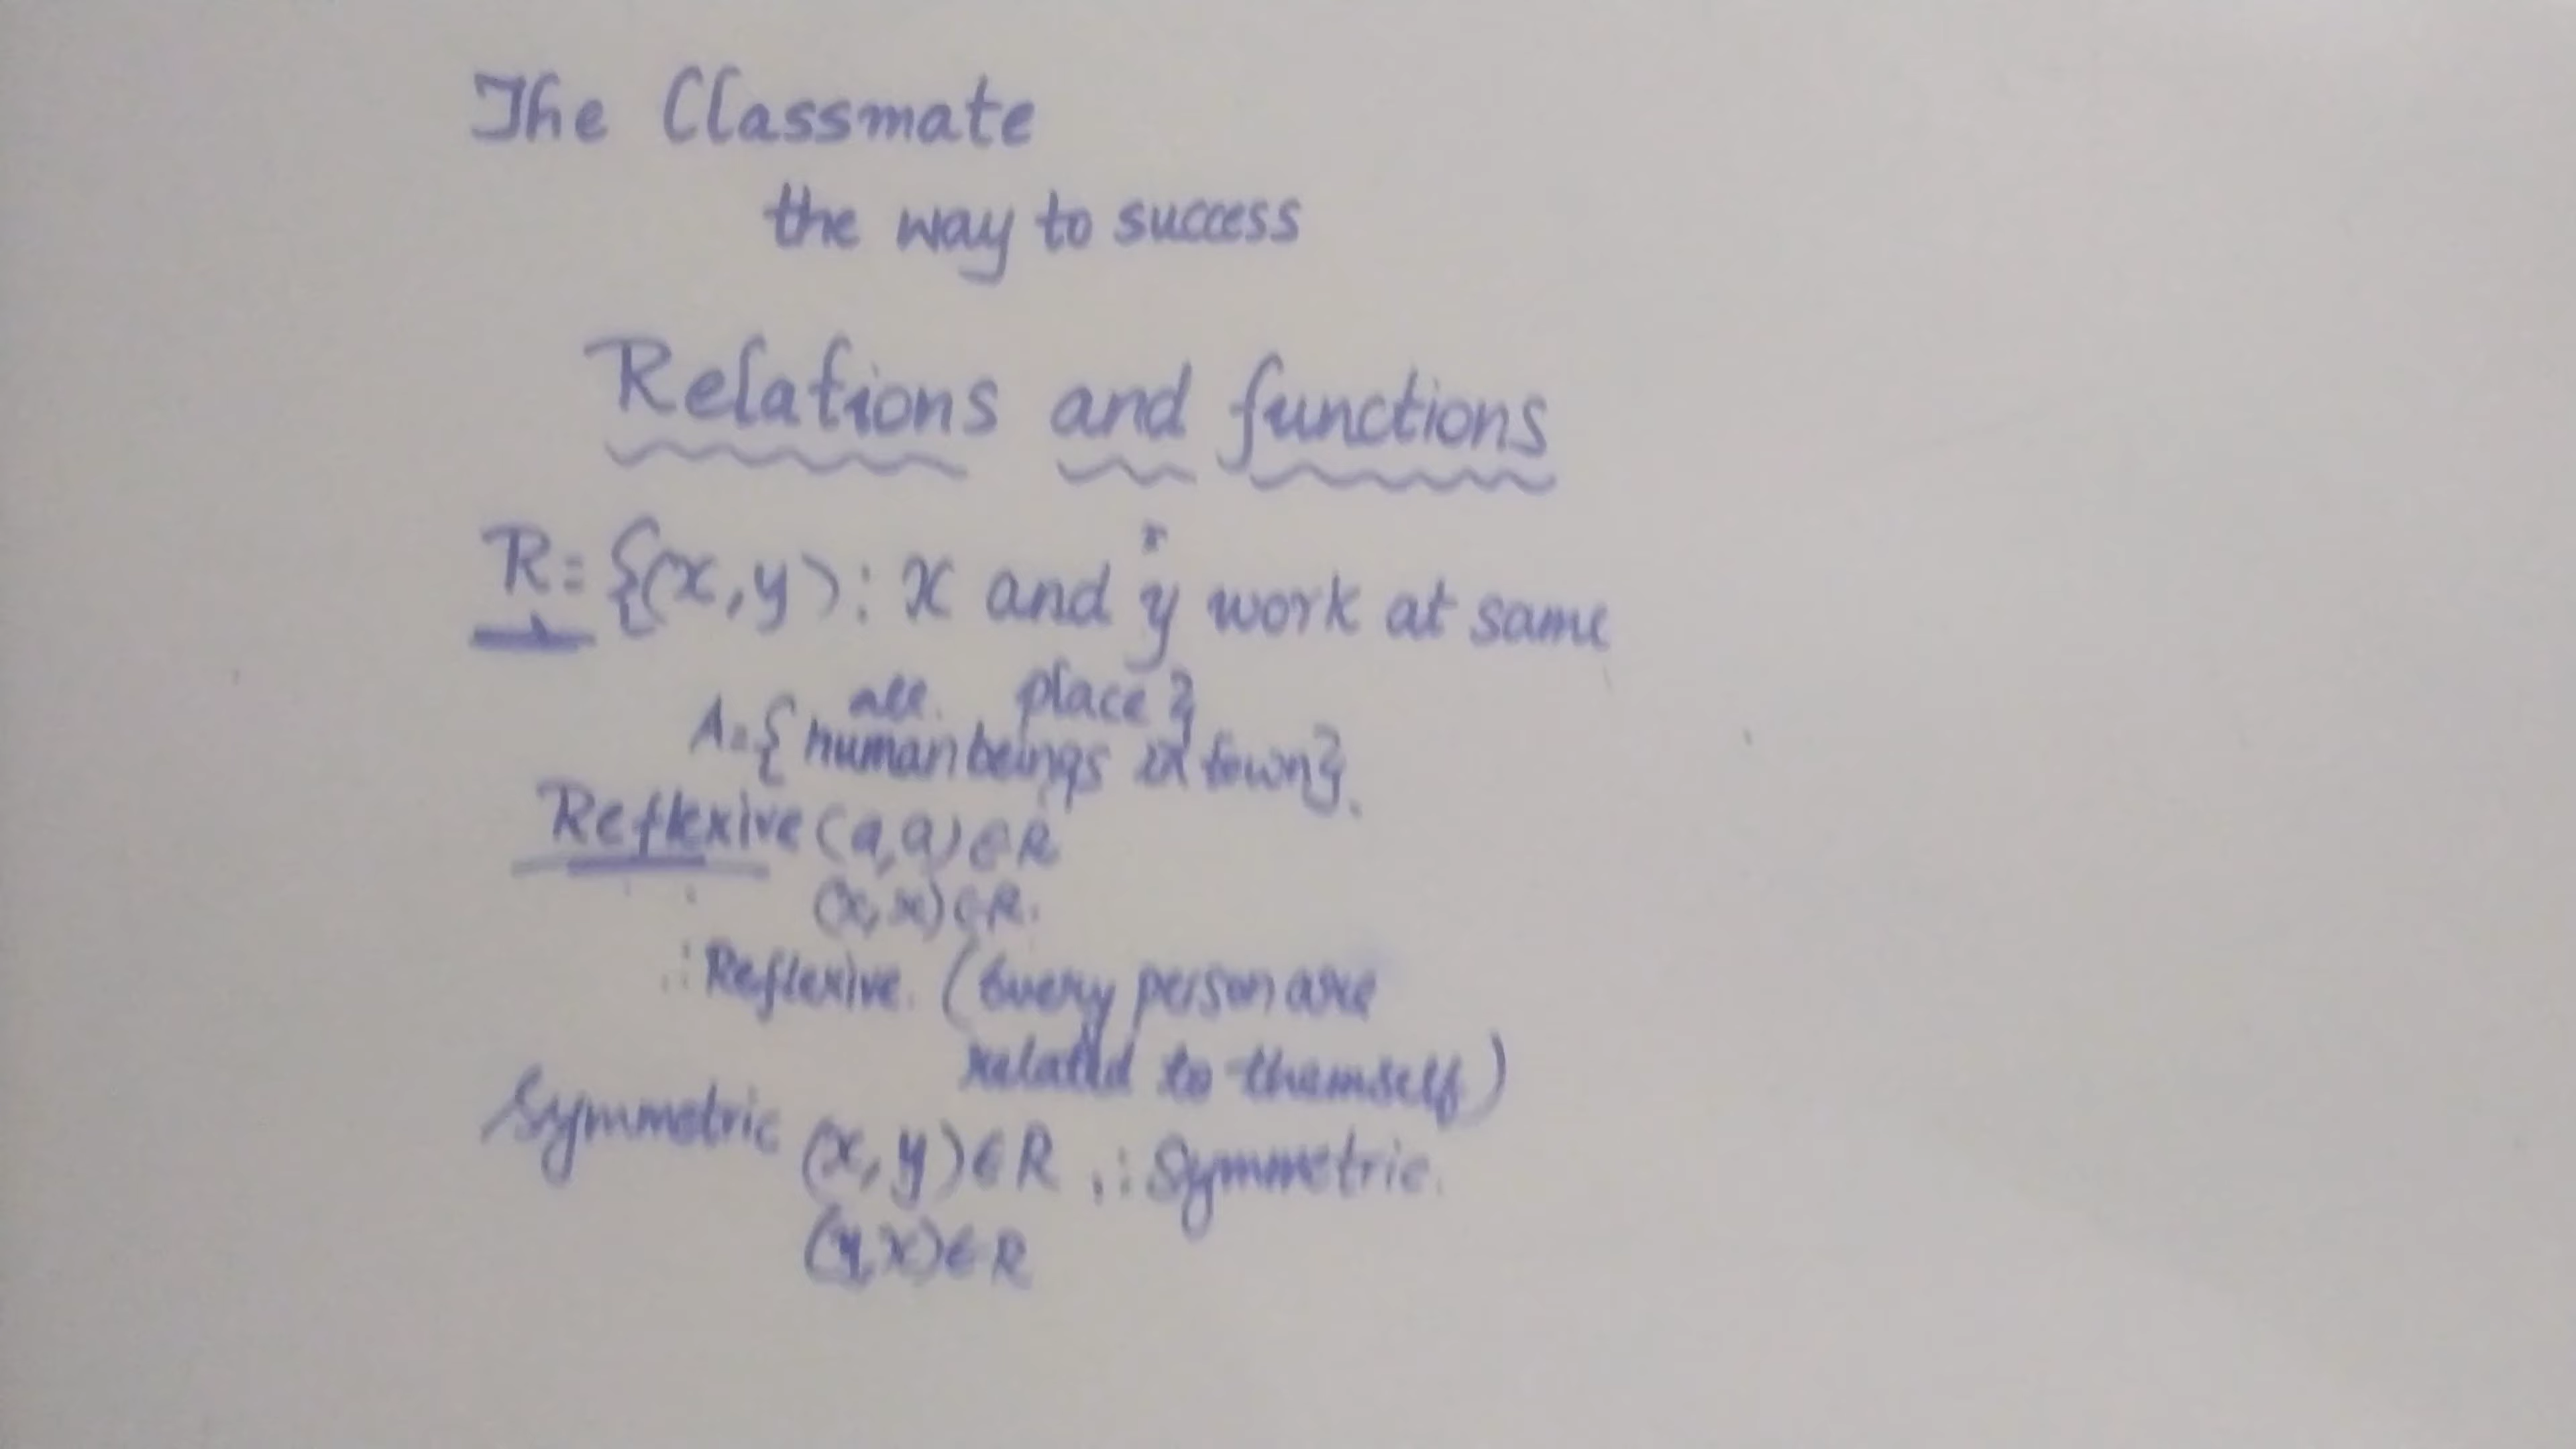 The Classmate
the way to success
Relations and functions
R = {(x, y) : x and y work at same
place}
A = { all human beings in town}.
Reflexive (a, a) ∈ R
(x, x) ∈ R.
∴ Reflexive. (Every person are
related to themself)
Symmetric (x, y) ∈ R , ∴ Symmetric.
(y, x) ∈ R